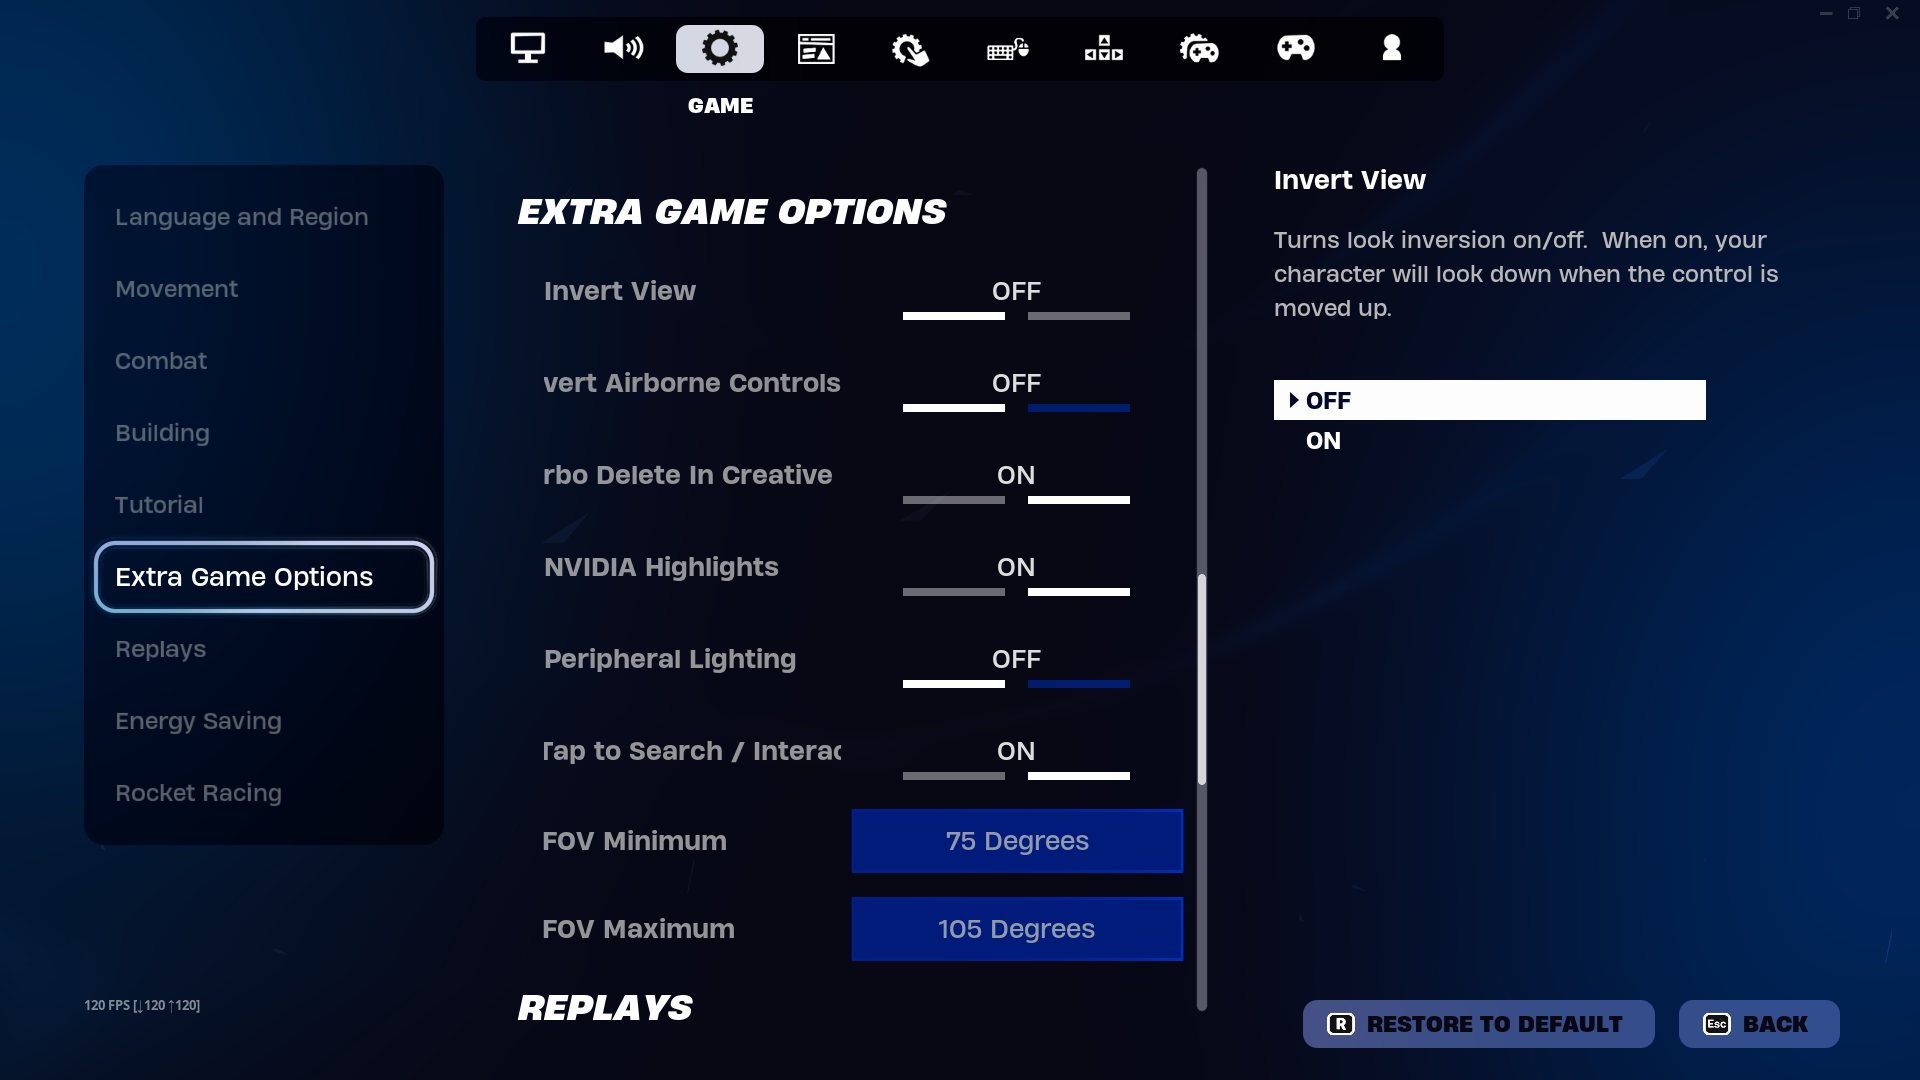 GAME
Language and Region
Movement
Combat
Building
Tutorial
Extra Game Options
Replays
Energy Saving
Rocket Racing
EXTRA GAME OPTIONS
Invert View OFF
vert Airborne Controls OFF
rbo Delete In Creative ON
NVIDIA Highlights ON
Peripheral Lighting OFF
Tap to Search / Interac ON
FOV Minimum 75 Degrees
FOV Maximum 105 Degrees
REPLAYS
Invert View
Turns look inversion on/off. When on, your
character will look down when the control is
moved up.
OFF
ON
120 FPS [↓120 ↑120]
R RESTORE TO DEFAULT
Esc BACK